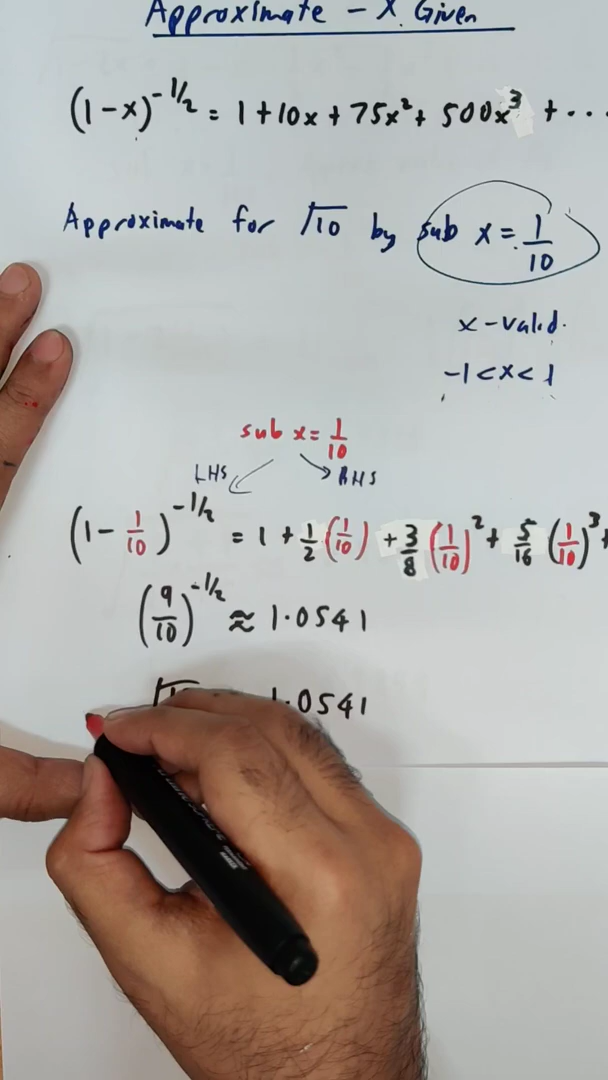 Approximate - X Given
(1-x)^-1/2 = 1+10x+75x²+500x³ + ...
Approximate for √10 by sub x = 1/10
x-valid.
-1<x<1
sub x = 1/10
LHS RHS
(1-1/10)^-1/2 = 1 + 1/2(1/10) + 3/8(1/10)² + 5/16(1/10)³ +
(9/10)^-1/2 ≈ 1.0541
1.0541